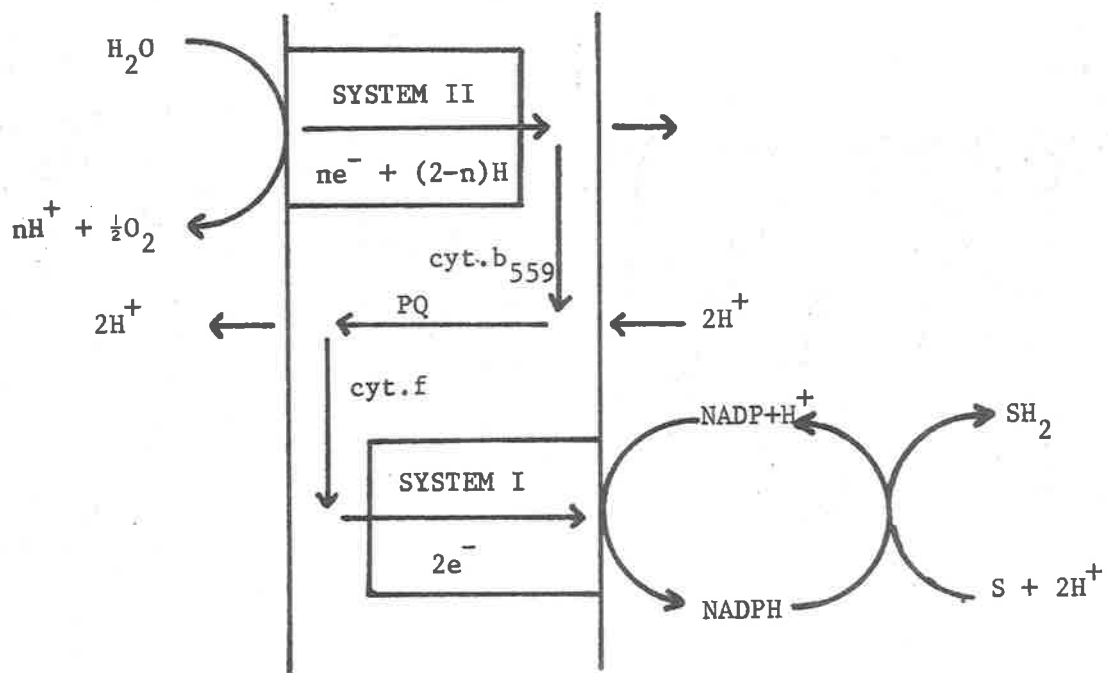 H₂O
SYSTEM II
ne⁻ + (2-n)H
nH⁺ + ½O₂
cyt.b₅₅₉
PQ
2H⁺
2H⁺
cyt.f
NADP+H⁺
SH₂
SYSTEM I
2e⁻
NADPH
S + 2H⁺